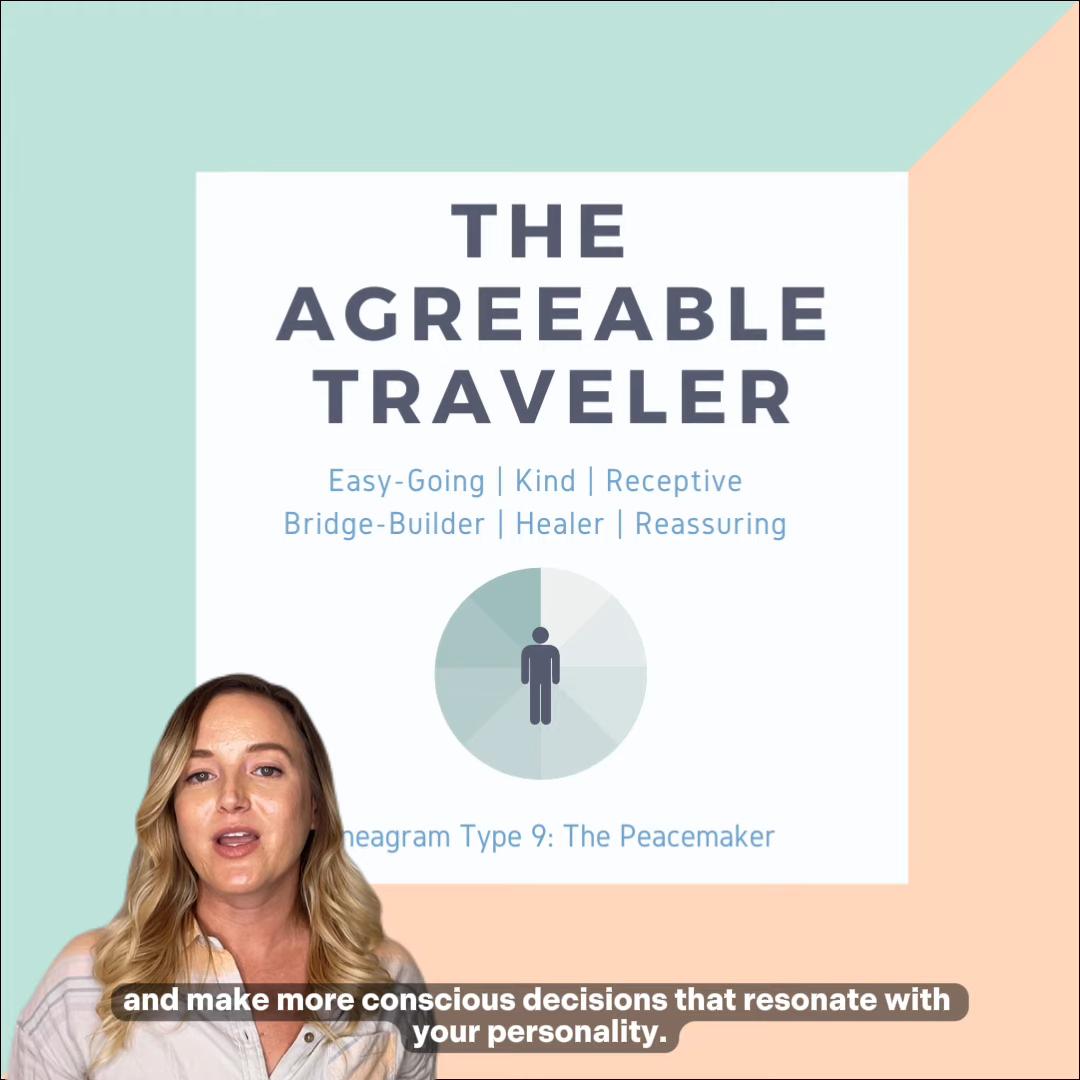 THE
AGREEABLE
TRAVELER
Easy-Going | Kind | Receptive
Bridge-Builder | Healer | Reassuring
Type 9: The Peacemaker
and make more conscious decisions that resonate with
your personality.